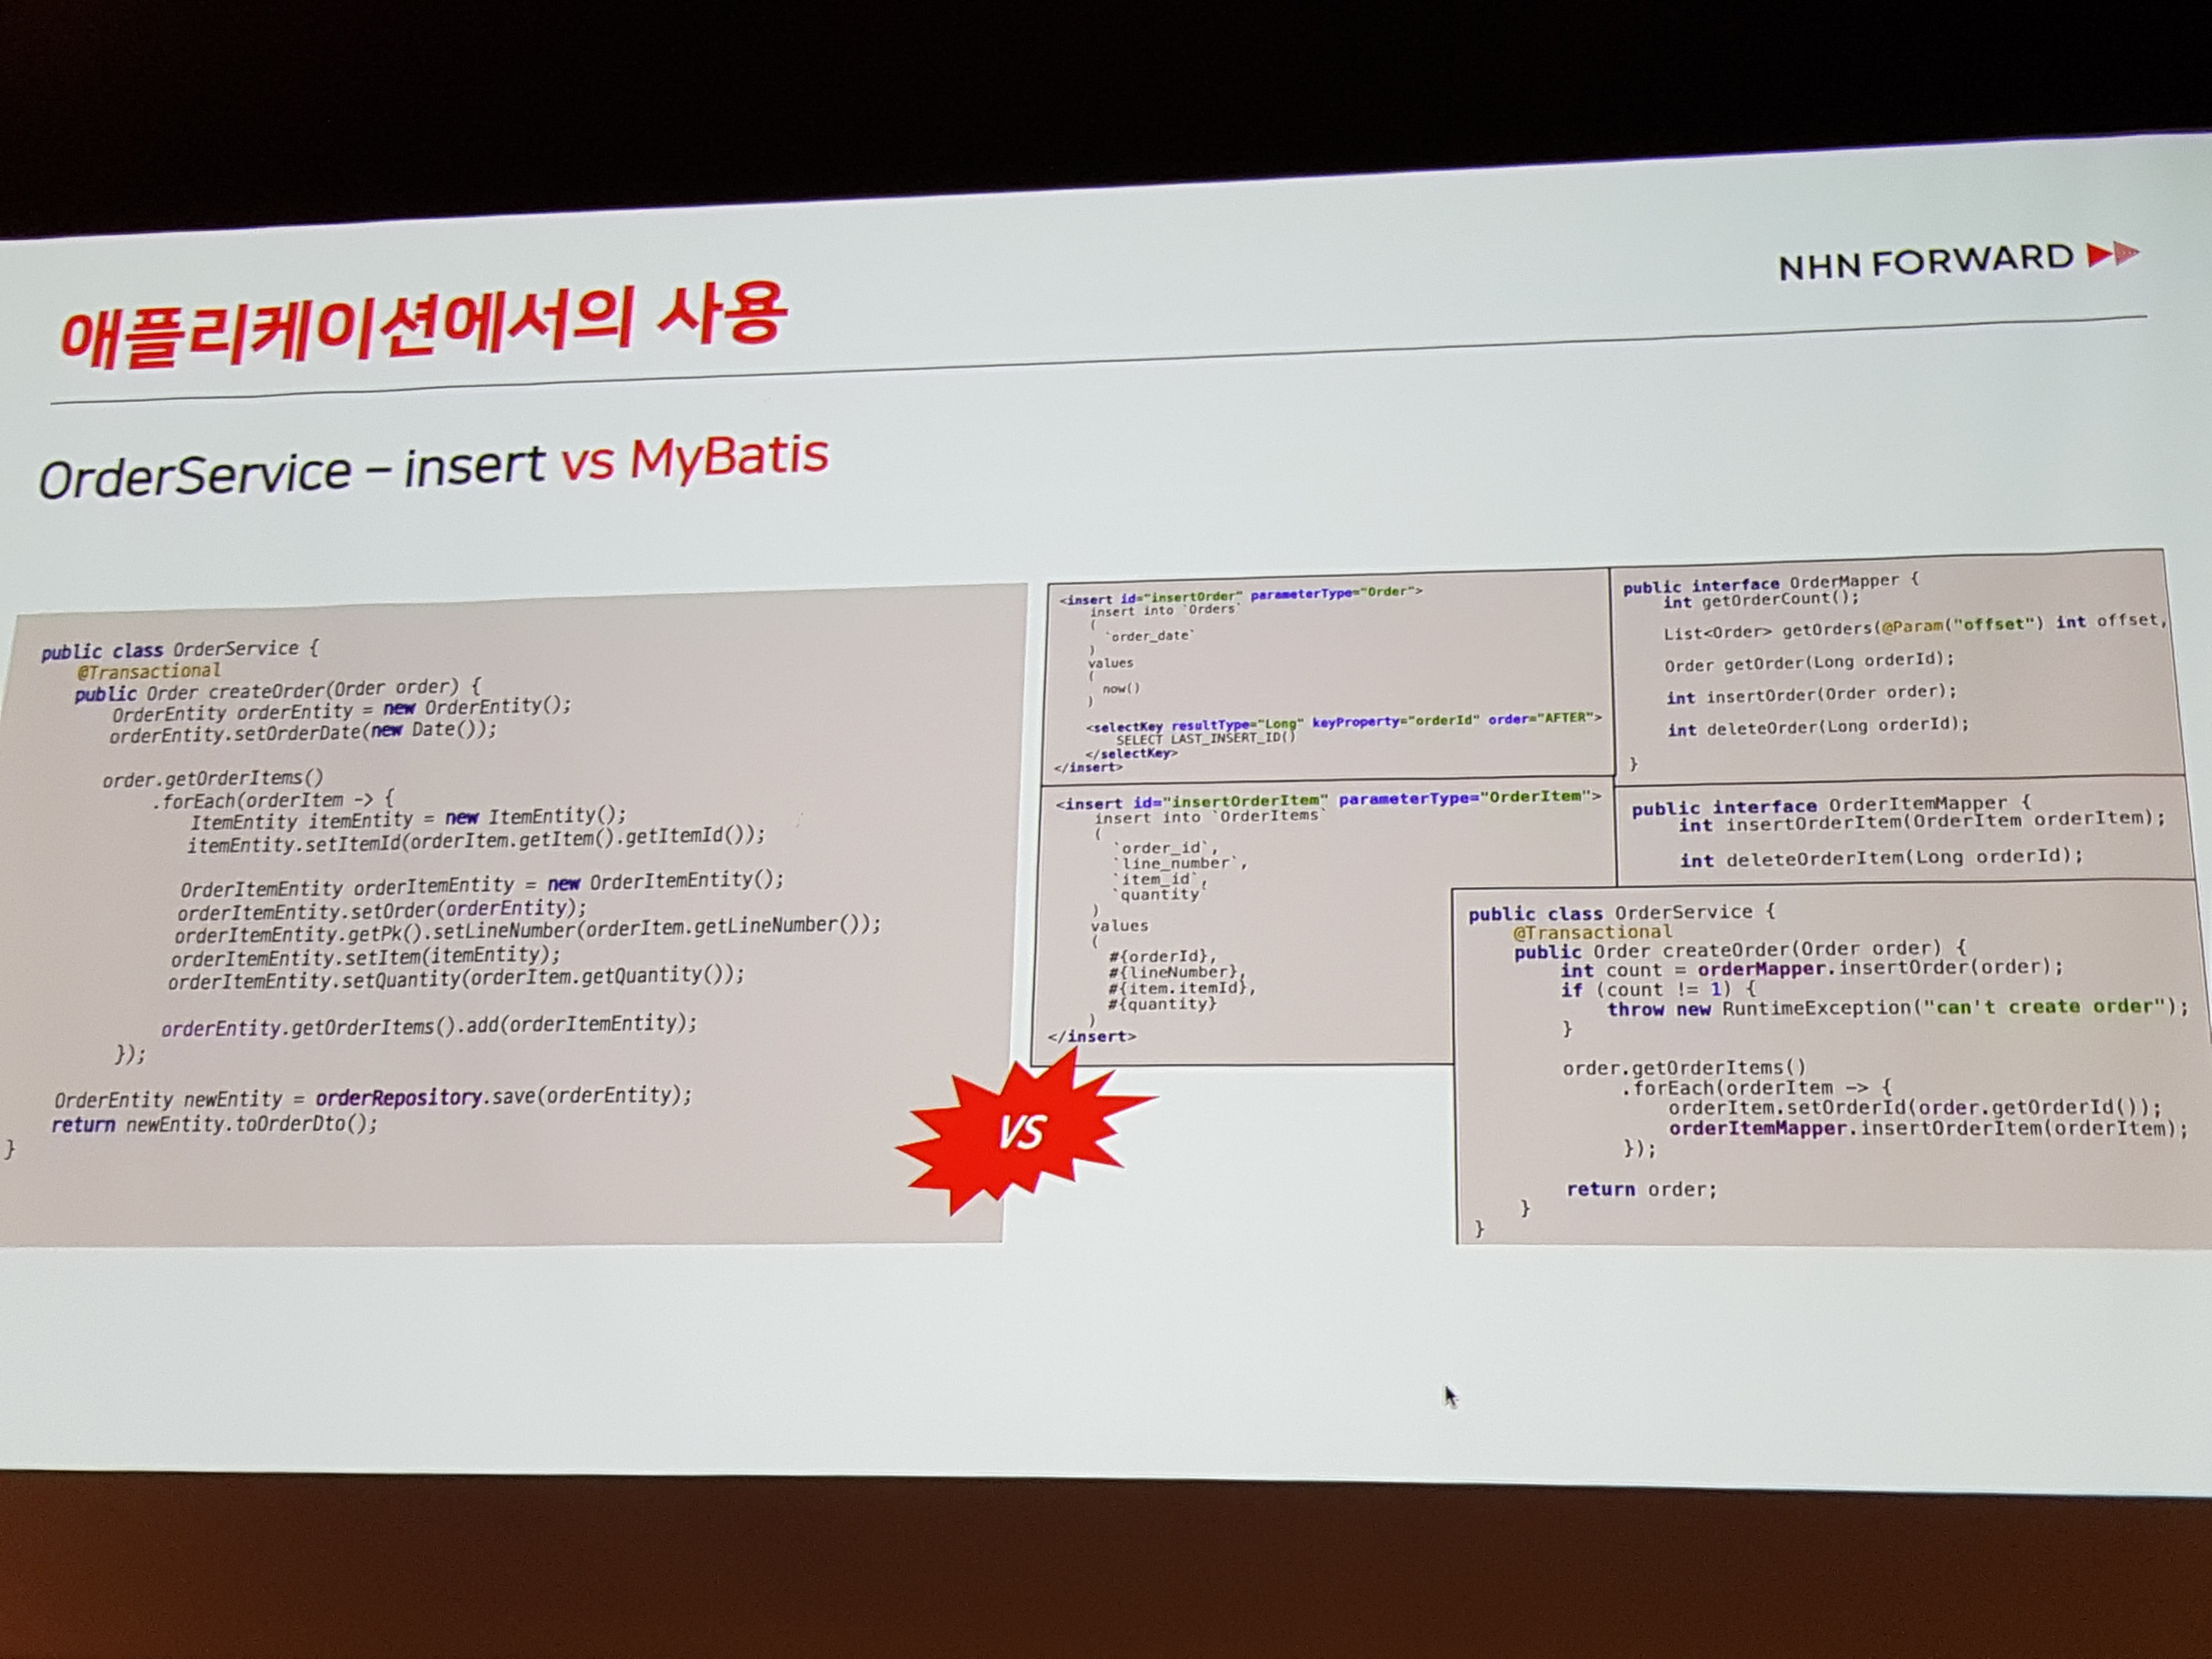 NHN FORWARD
애플리케이션에서의 사용
OrderService – insert vs MyBatis
public class OrderService {
@Transactional
public Order createOrder(Order order) {
OrderEntity orderEntity = new OrderEntity();
orderEntity.setOrderDate(new Date());
order.getOrderItems()
.forEach(orderItem -> {
ItemEntity itemEntity = new ItemEntity();
itemEntity.setItemId(orderItem.getItem().getItemId());
OrderItemEntity orderItemEntity = new OrderItemEntity();
orderItemEntity.setOrder(orderEntity);
orderItemEntity.getPk().setLineNumber(orderItem.getLineNumber());
orderItemEntity.setItem(itemEntity);
orderItemEntity.setQuantity(orderItem.getQuantity());
orderEntity.getOrderItems().add(orderItemEntity);
});
OrderEntity newEntity = orderRepository.save(orderEntity);
return newEntity.toOrderDto();
}
VS
<insert id="insertOrder" parameterType="Order">
insert into `Orders`
(
`order_date`
)
values
(
now()
)
<selectKey resultType="Long" keyProperty="orderId" order="AFTER">
SELECT LAST_INSERT_ID()
</selectKey>
</insert>
<insert id="insertOrderItem" parameterType="OrderItem">
insert into `OrderItems`
(
`order_id`,
`line_number`,
`item_id`,
`quantity`
)
values
(
#{orderId},
#{lineNumber},
#{item.itemId},
#{quantity}
)
</insert>
public interface OrderMapper {
int getOrderCount();
List<Order> getOrders(@Param("offset") int offset,
Order getOrder(Long orderId);
int insertOrder(Order order);
int deleteOrder(Long orderId);
}
public interface OrderItemMapper {
int insertOrderItem(OrderItem orderItem);
int deleteOrderItem(Long orderId);
public class OrderService {
@Transactional
public Order createOrder(Order order) {
int count = orderMapper.insertOrder(order);
if (count != 1) {
throw new RuntimeException("can't create order");
}
order.getOrderItems()
.forEach(orderItem -> {
orderItem.setOrderId(order.getOrderId());
orderItemMapper.insertOrderItem(orderItem);
});
return order;
}
}